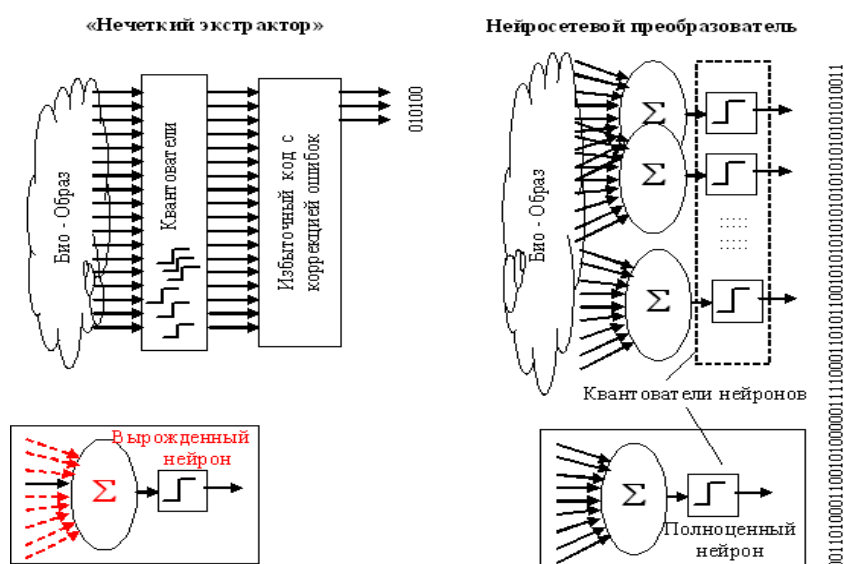 «Нечеткий экстрактор»
Био - Образ
Квантователи
Избыточный код с
коррекцией ошибок
010100
Вырожденный
нейрон
Σ
Нейросетевой преобразователь
Био - Образ
Σ
Σ
Σ
Квантователи нейронов
Σ
Полноценный
нейрон